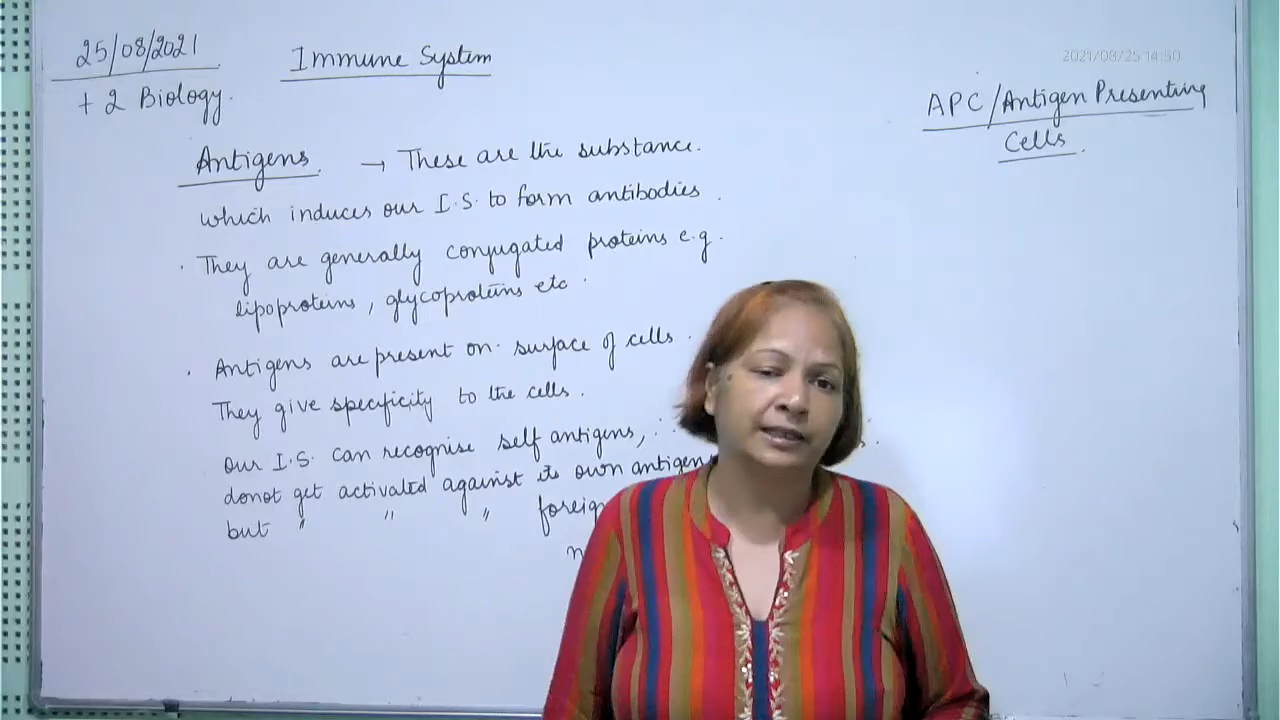 25/08/2021
+ 2 Biology.
Immune System
2021/08/25 14:50
APC/Antigen Presenting
Cells.
Antigens. → These are the substance.
which induces our I.S. to form antibodies.
· They are generally conjugated proteins e.g.
lipoproteins, glycoproteins etc.
· Antigens are present on surface of cells.
They give specificity to the cells.
Our I.S. can recognise self antigens,
donot get activated against its own antigen
but " " "